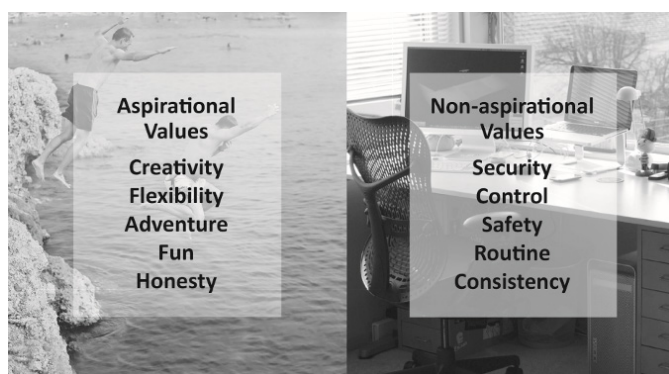 Aspirational
Values
Creativity
Flexibility
Adventure
Fun
Honesty
Non-aspirational
Values
Security
Control
Safety
Routine
Consistency